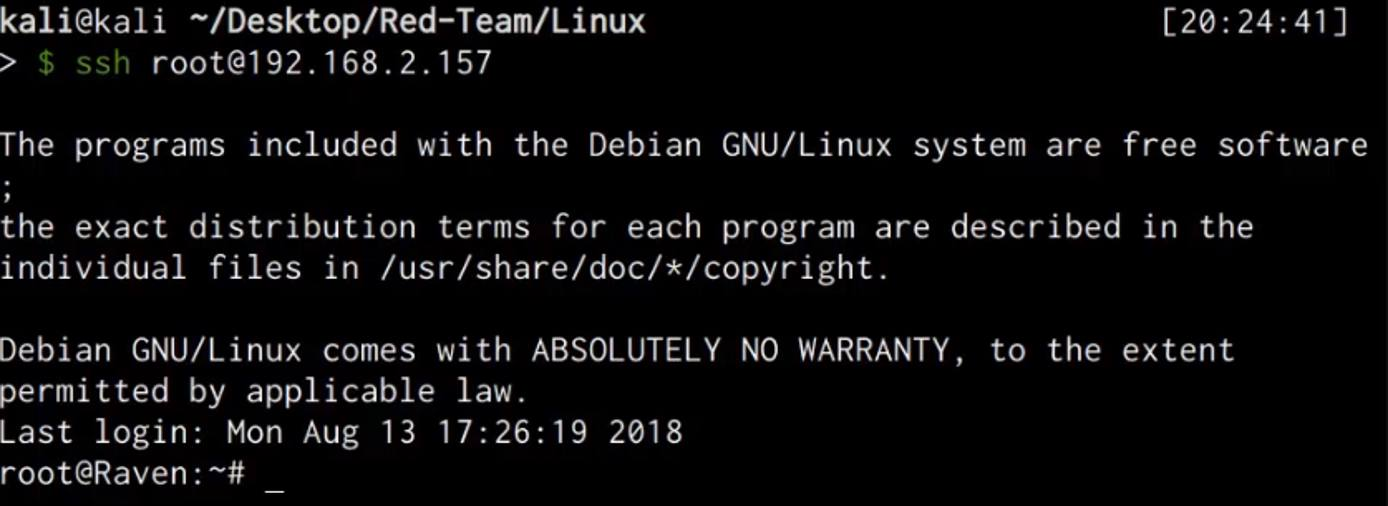 kali@kali ~/Desktop/Red-Team/Linux [20:24:41]
> $ ssh root@192.168.2.157
The programs included with the Debian GNU/Linux system are free software
;
the exact distribution terms for each program are described in the
individual files in /usr/share/doc/*/copyright.
Debian GNU/Linux comes with ABSOLUTELY NO WARRANTY, to the extent
permitted by applicable law.
Last login: Mon Aug 13 17:26:19 2018
root@Raven:~# _